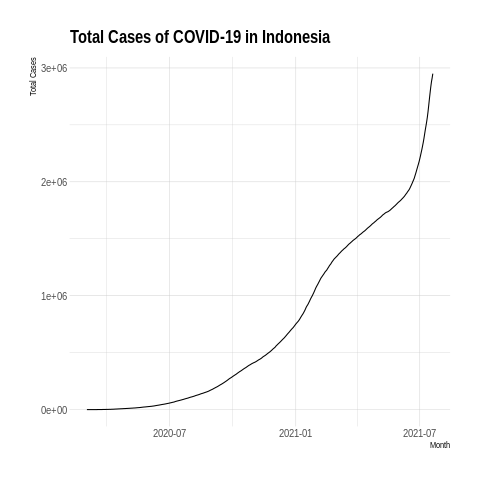 Total Cases of COVID-19 in Indonesia
Total Cases
3e+06
2e+06
1e+06
0e+00
2020-07
2021-01
2021-07
Month